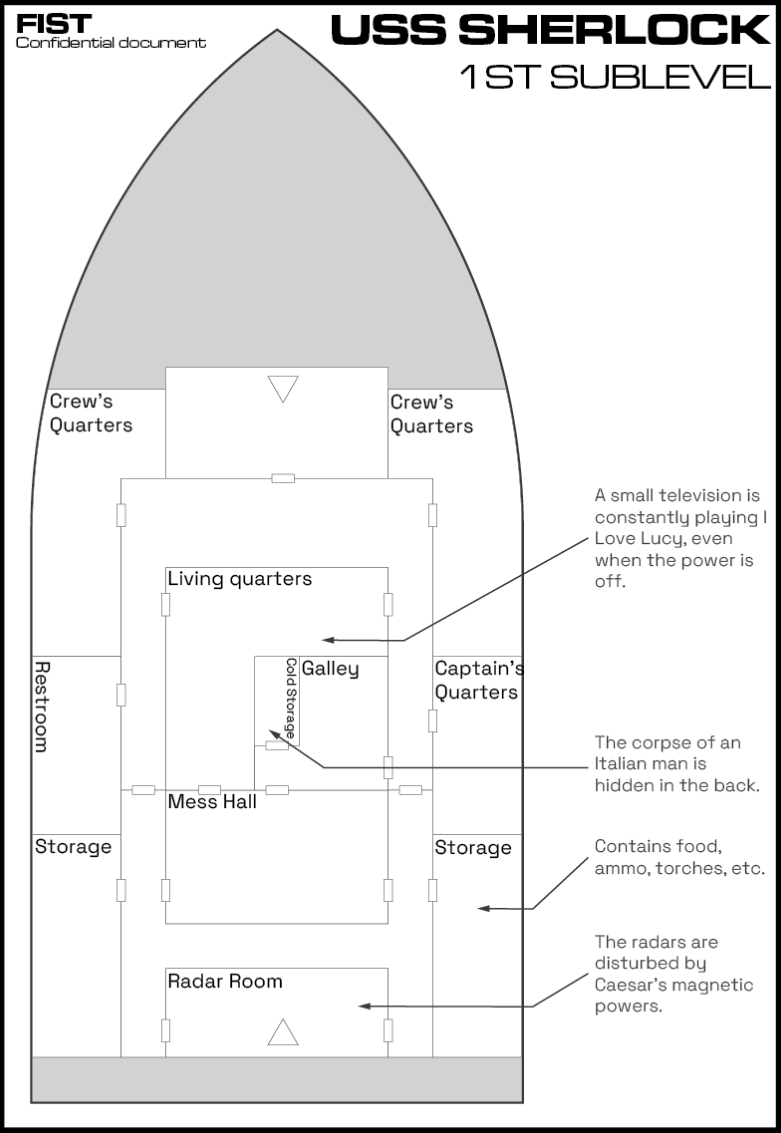 FIST
Confidential document
USS SHERLOCK
1ST SUBLEVEL
Crew's
Quarters
Crew's
Quarters
A small television is
constantly playing I
Love Lucy, even
when the power is
off.
Living quarters
Restroom
Cold Storage
Galley
Captain's
Quarters
The corpse of an
Italian man is
hidden in the back.
Mess Hall
Storage
Storage
Contains food,
ammo, torches, etc.
The radars are
disturbed by
Caesar's magnetic
powers.
Radar Room